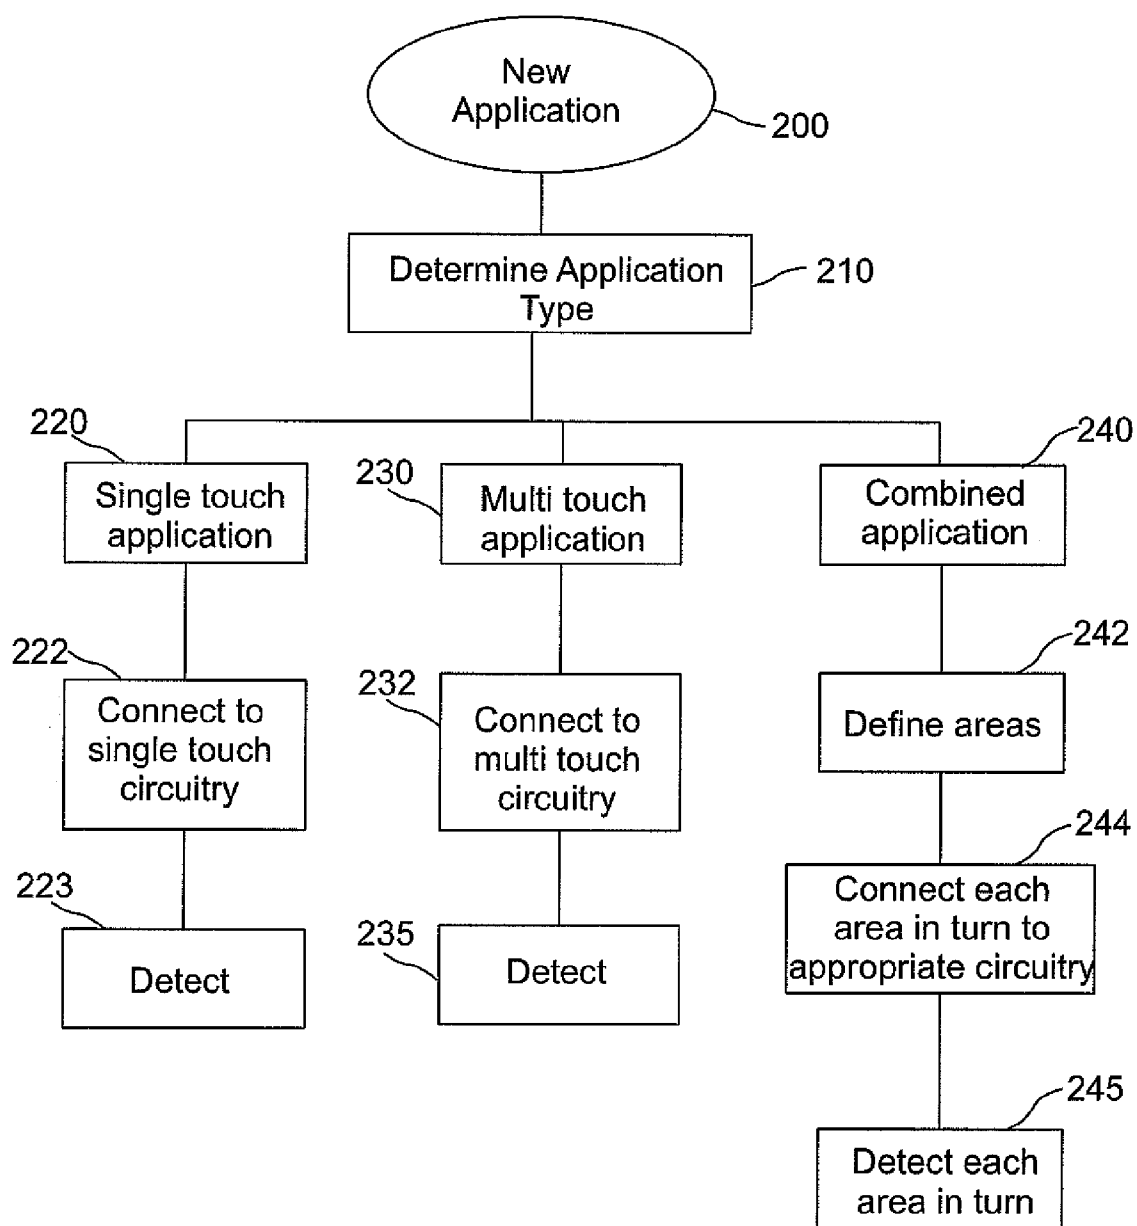 New
Application
200
Determine Application
Type
210
220
Single touch
application
230
Multi touch
application
240
Combined
application
222
Connect to
single touch
circuitry
232
Connect to
multi touch
circuitry
242
Define areas
244
Connect each
area in turn to
appropriate circuitry
223
Detect
235
Detect
245
Detect each
area in turn